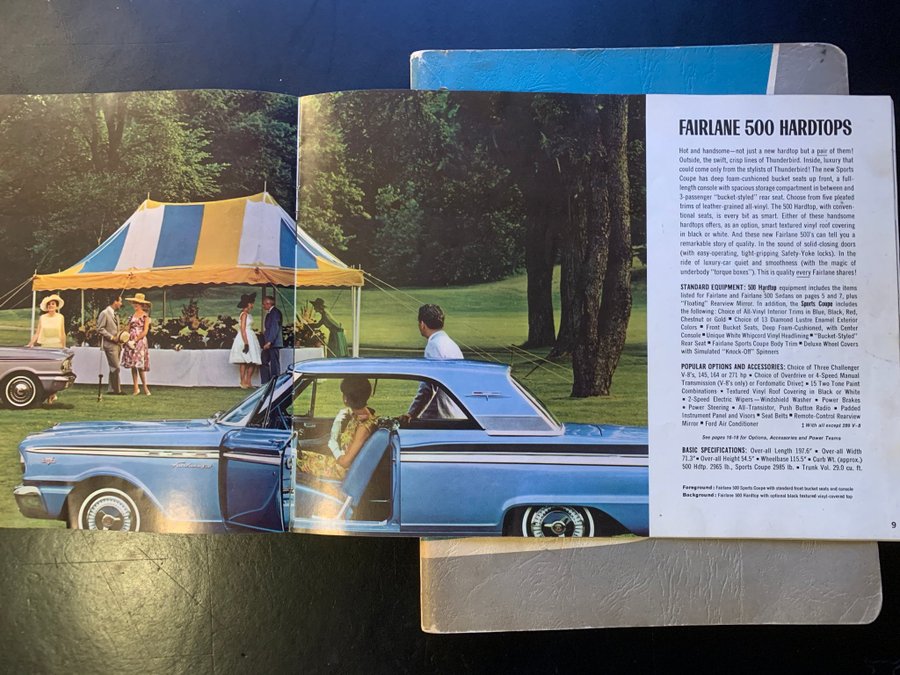 FAIRLANE 500 HARDTOPS
Hot and handsome—not just a new hardtop but a pair of them!
Outside, the swift, crisp lines of Thunderbird. Inside, luxury that
could come only from the stylists of Thunderbird! The new Sports
Coupe has deep foam-cushioned bucket seats up front, a full-
length console with spacious storage compartment in between and
3-passenger "bucket-styled" rear seat. Choose from five pleated
trims of leather-grained all-vinyl. The 500 Hardtop, with conven-
tional seats, is every bit as smart. Either of these handsome
hardtops offers, as an option, smart textured vinyl roof covering
in black or white. And these new Fairlane 500's can tell you a
remarkable story of quality. In the sound of solid-closing doors
(with easy-operating, tight-gripping Safety-Yoke locks). In the
ride of luxury-car quiet and smoothness (with the magic of
underbody "torque boxes"). This is quality every Fairlane shares!
STANDARD EQUIPMENT: 500 Hardtop equipment includes the items
listed for Fairlane and Fairlane 500 Sedans on pages 5 and 7, plus
"Floating" Rearview Mirror. In addition, the Sports Coupe includes
the following: Choice of All-Vinyl Interior Trims in Blue, Black, Red,
Chestnut or Gold ▪ Choice of 13 Diamond Lustre Enamel Exterior
Colors ▪ Front Bucket Seats, Deep Foam-Cushioned, with Center
Console ▪ Unique White Whipcord Vinyl Headlining ▪ "Bucket-Styled"
Rear Seat ▪ Fairlane Sports Coupe Body Trim ▪ Deluxe Wheel Covers
with Simulated "Knock-Off" Spinners
POPULAR OPTIONS AND ACCESSORIES: Choice of Three Challenger
V-8's, 145, 164 or 271 hp ▪ Choice of Overdrive or 4-Speed Manual
Transmission (V-8's only) or Fordomatic Drive‡ ▪ 15 Two Tone Paint
Combinations ▪ Textured Vinyl Roof Covering in Black or White
▪ 2-Speed Electric Wipers—Windshield Washer ▪ Power Brakes
▪ Power Steering ▪ All-Transistor, Push Button Radio ▪ Padded
Instrument Panel and Visors ▪ Seat Belts ▪ Remote-Control Rearview
Mirror ▪ Ford Air Conditioner
‡ With all except 289 V-8
See pages 16-18 for Options, Accessories and Power Teams
BASIC SPECIFICATIONS: Over-all Length 197.6" ▪ Over-all Width
71.3" ▪ Over-all Height 54.5" ▪ Wheelbase 115.5" ▪ Curb Wt. (approx.)
500 Hdtp. 2965 lb., Sports Coupe 2985 lb. ▪ Trunk Vol. 29.0 cu. ft.
Foreground: Fairlane 500 Sports Coupe with standard front bucket seats and console
Background: Fairlane 500 Hardtop with optional black textured vinyl-covered top
9